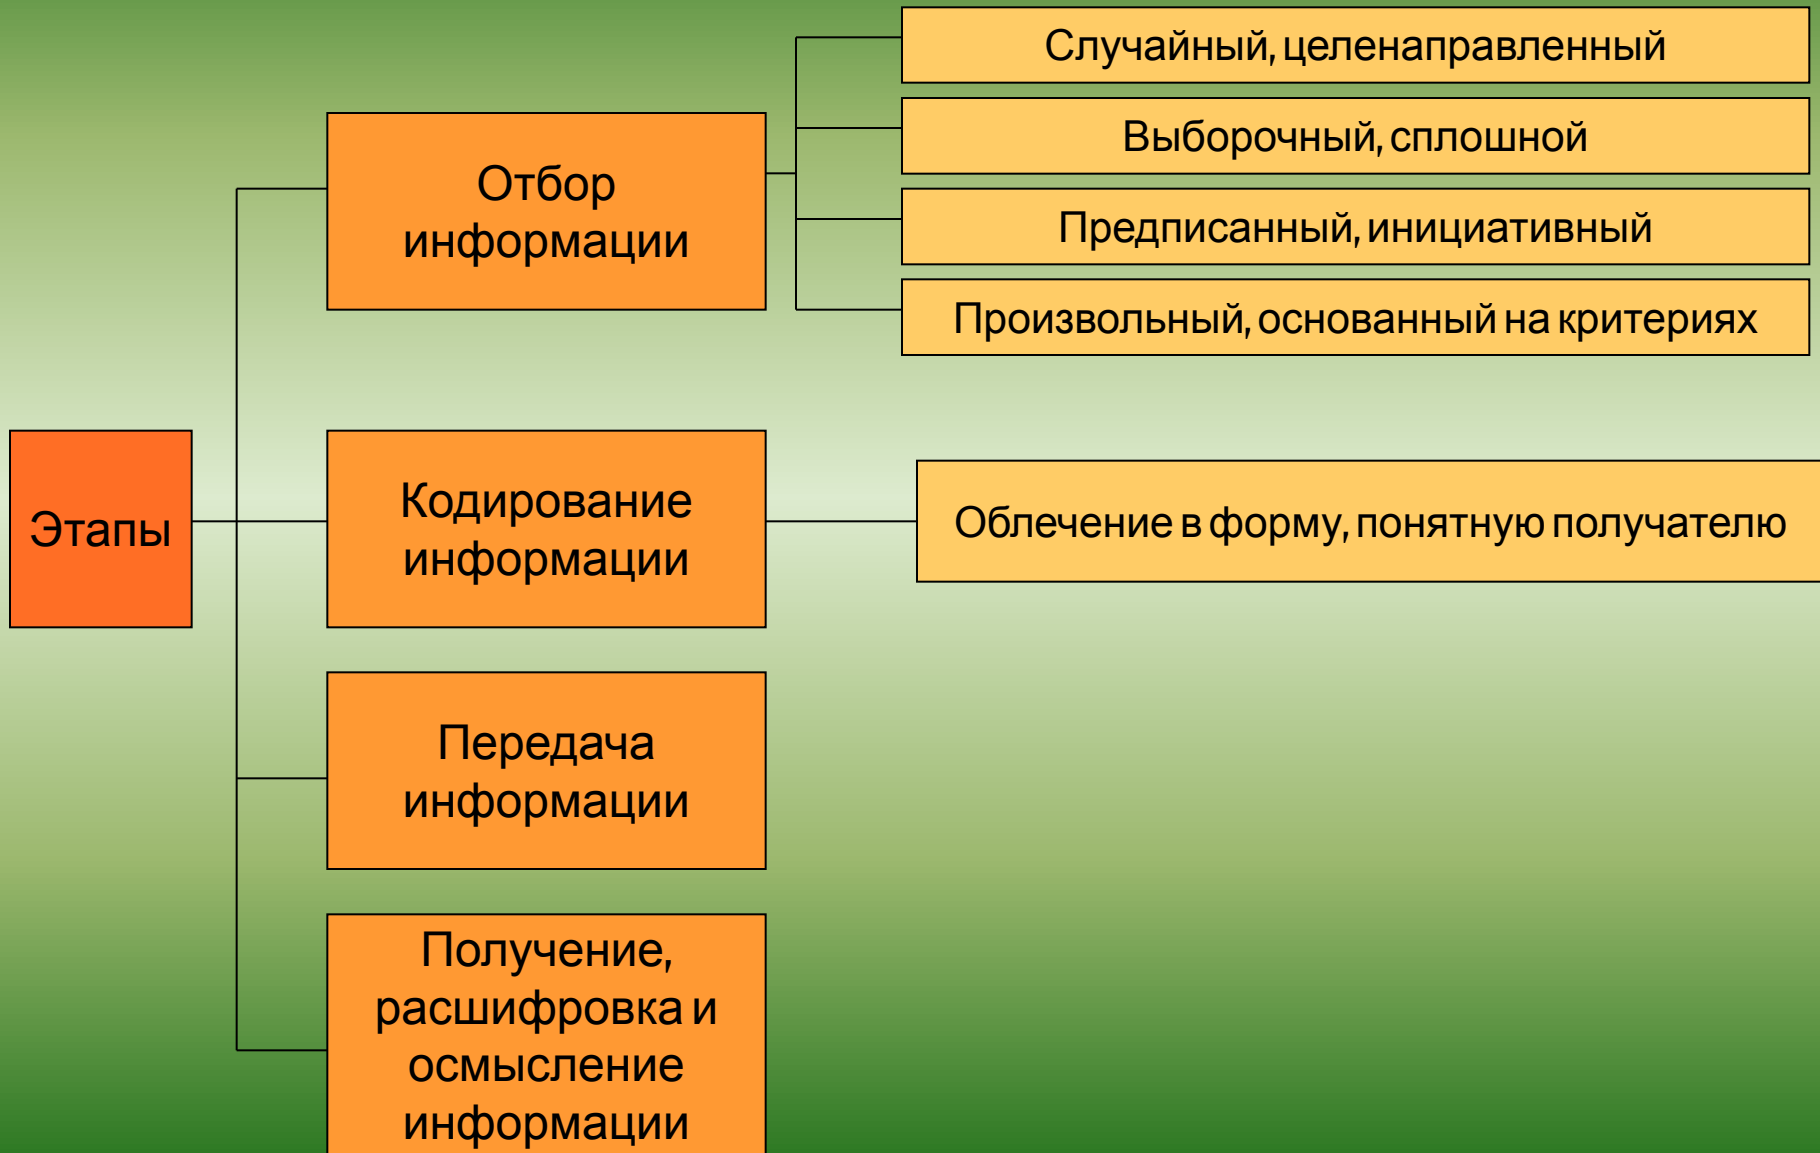 Этапы
Отбор
информации
Случайный, целенаправленный
Выборочный, сплошной
Предписанный, инициативный
Произвольный, основанный на критериях
Кодирование
информации
Облечение в форму, понятную получателю
Передача
информации
Получение,
расшифровка и
осмысление
информации